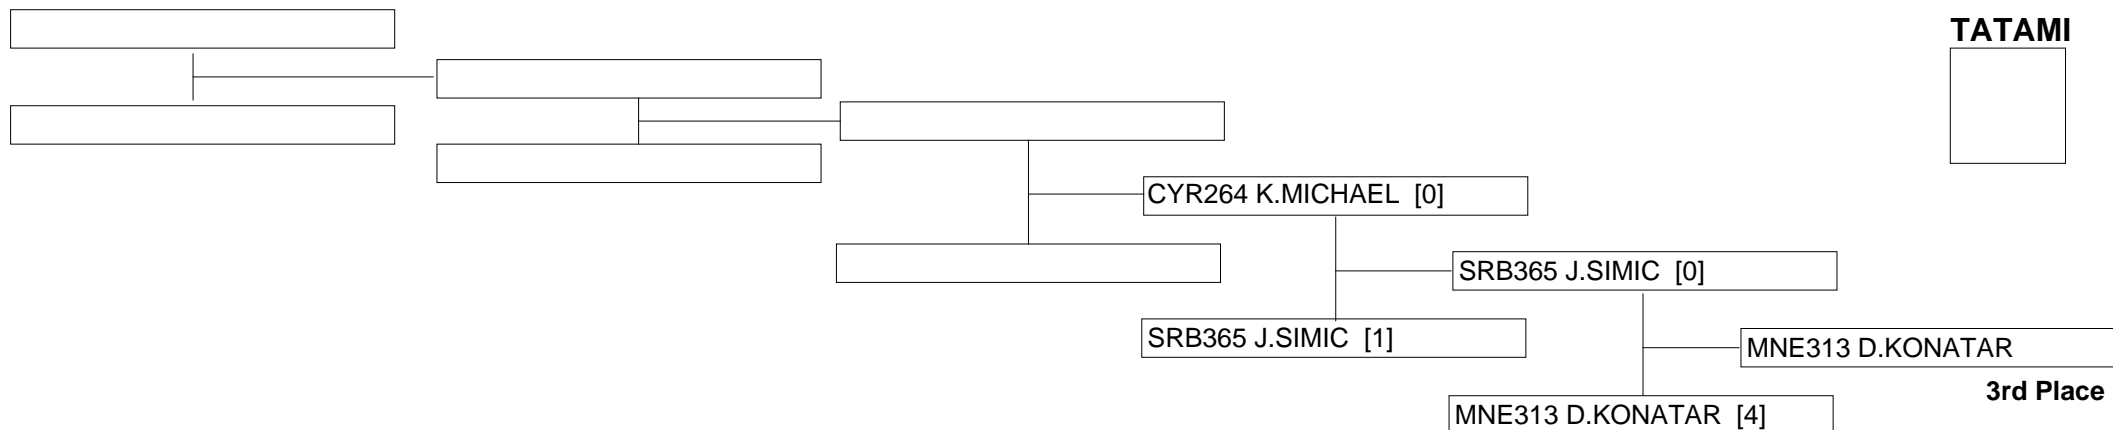 TATAMI
CYR264 K.MICHAEL [0]
SRB365 J.SIMIC [0]
SRB365 J.SIMIC [1]
MNE313 D.KONATAR
3rd Place
MNE313 D.KONATAR [4]